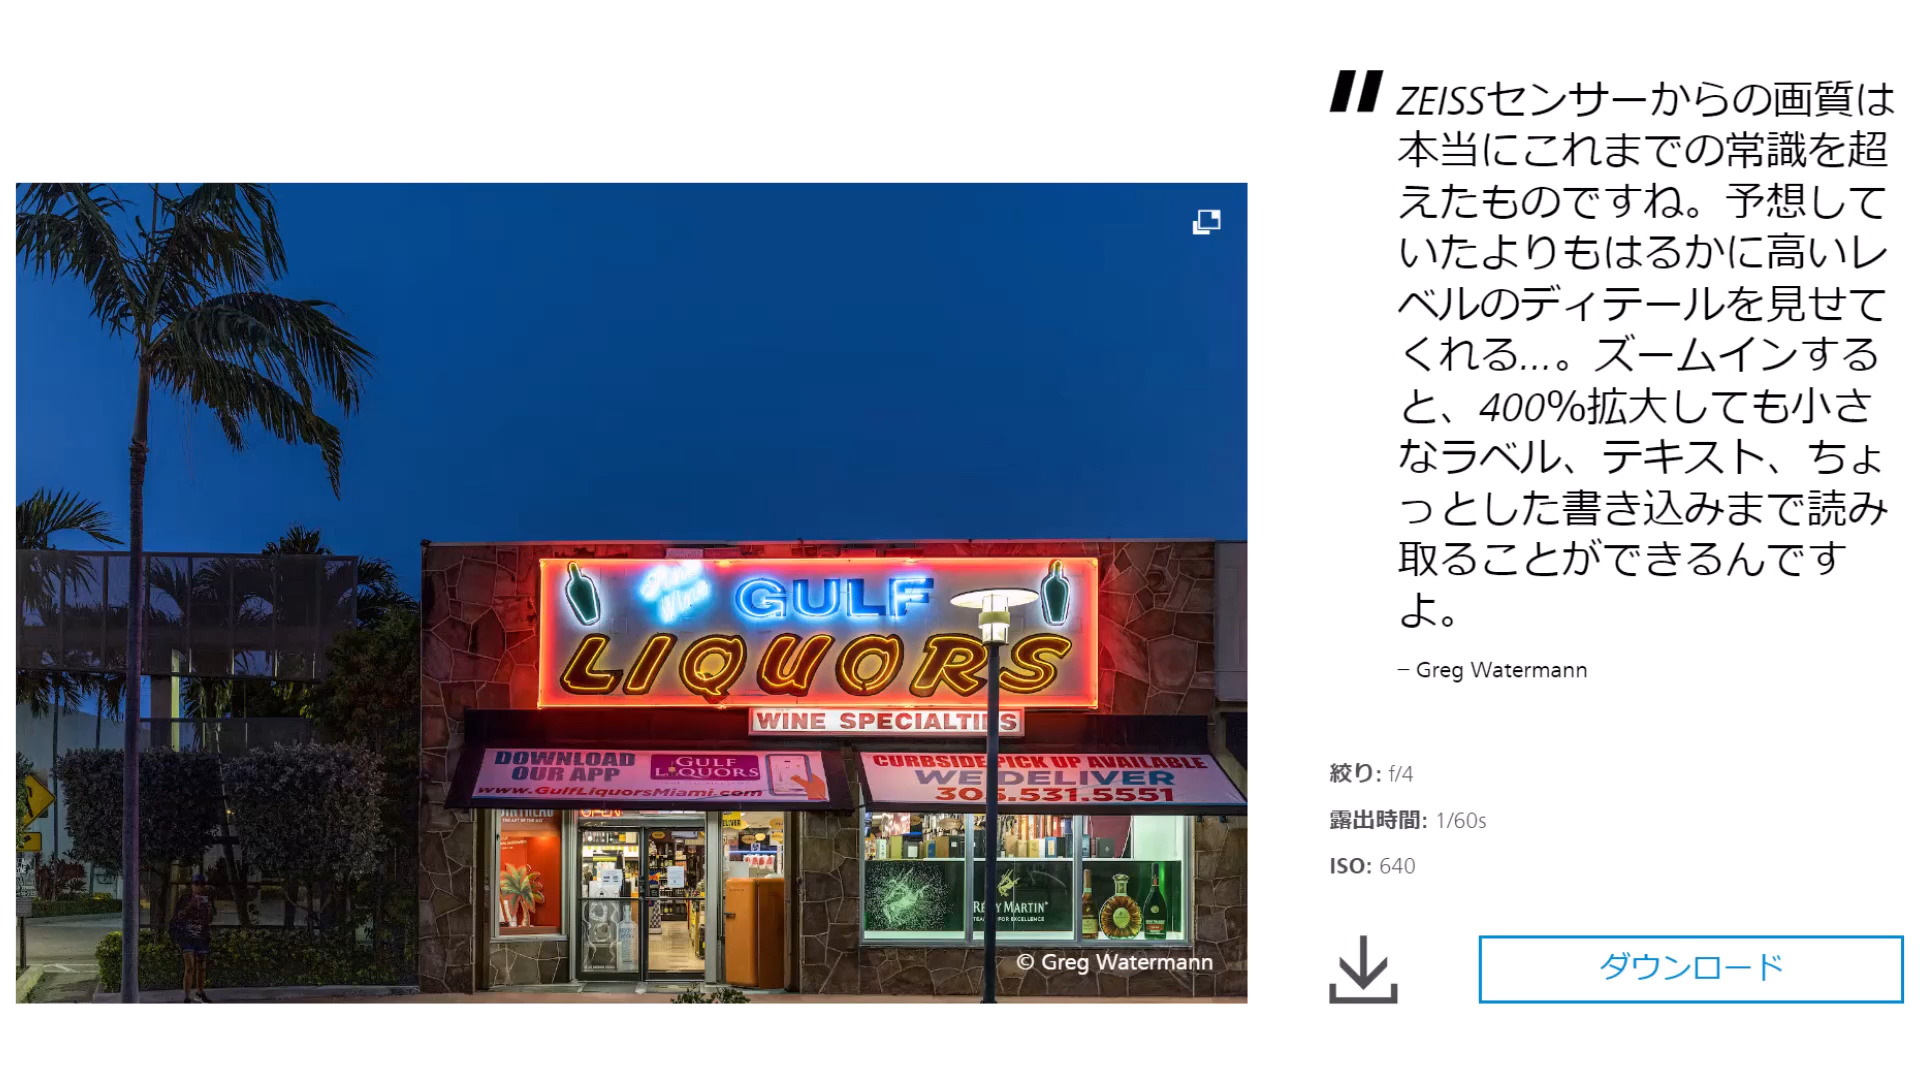 Fine Wine
GULF
LIQUORS
WINE SPECIALTIES
DOWNLOAD
OUR APP
GULF
LIQUORS
www.GulfLiquorsMiami.com
CURBSIDE PICK UP AVAILABLE
WE DELIVER
305.531.5551
OPEN
RÉMY MARTIN
© Greg Watermann
ZEISSセンサーからの画質は
本当にこれまでの常識を超
えたものですね。予想して
いたよりもはるかに高いレ
ベルのディテールを見せて
くれる...。ズームインする
と、400%拡大しても小さ
なラベル、テキスト、ちょ
っとした書き込みまで読み
取ることができるんです
よ。
– Greg Watermann
絞り: f/4
露出時間: 1/60s
ISO: 640
ダウンロード